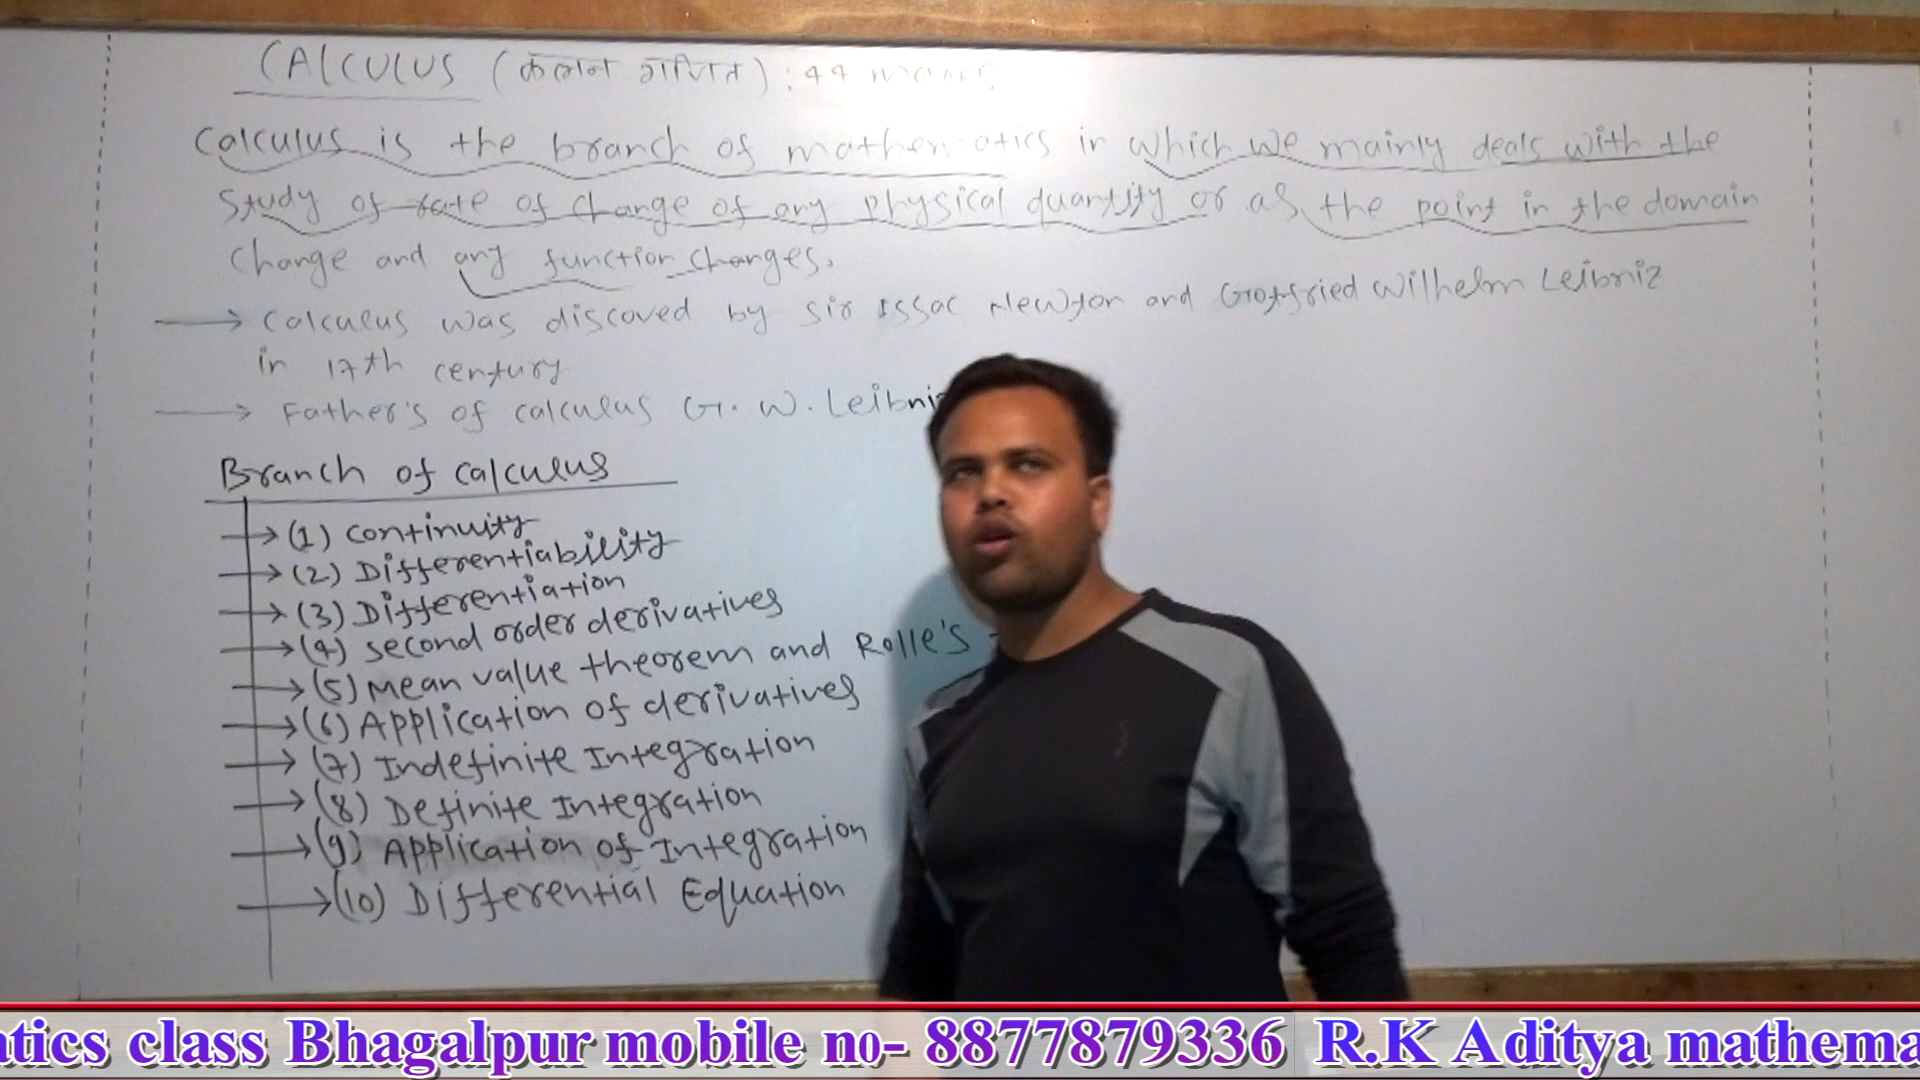 CALCULUS (कलन गणित) : 44 marks
Calculus is the branch of mathematics in which we mainly deals with the
study of rate of change of any physical quantity or as the point in the domain
change and any function changes.
→ Calculus was discoved by sir Issac Newton and Gottfried Wilhelm Leibniz
in 17th century
→ Father's of calculus G. W. Leibniz
Branch of calculus
→ (1) continuity
→ (2) Differentiability
→ (3) Differentiation
→ (4) second order derivatives
→ (5) Mean value theorem and Rolle's
→ (6) Application of derivatives
→ (7) Indefinite Integration
→ (8) Definite Integration
→ (9) Application of Integration
→ (10) Differential Equation
atics class Bhagalpur mobile no- 8877879336 R.K Aditya mathema